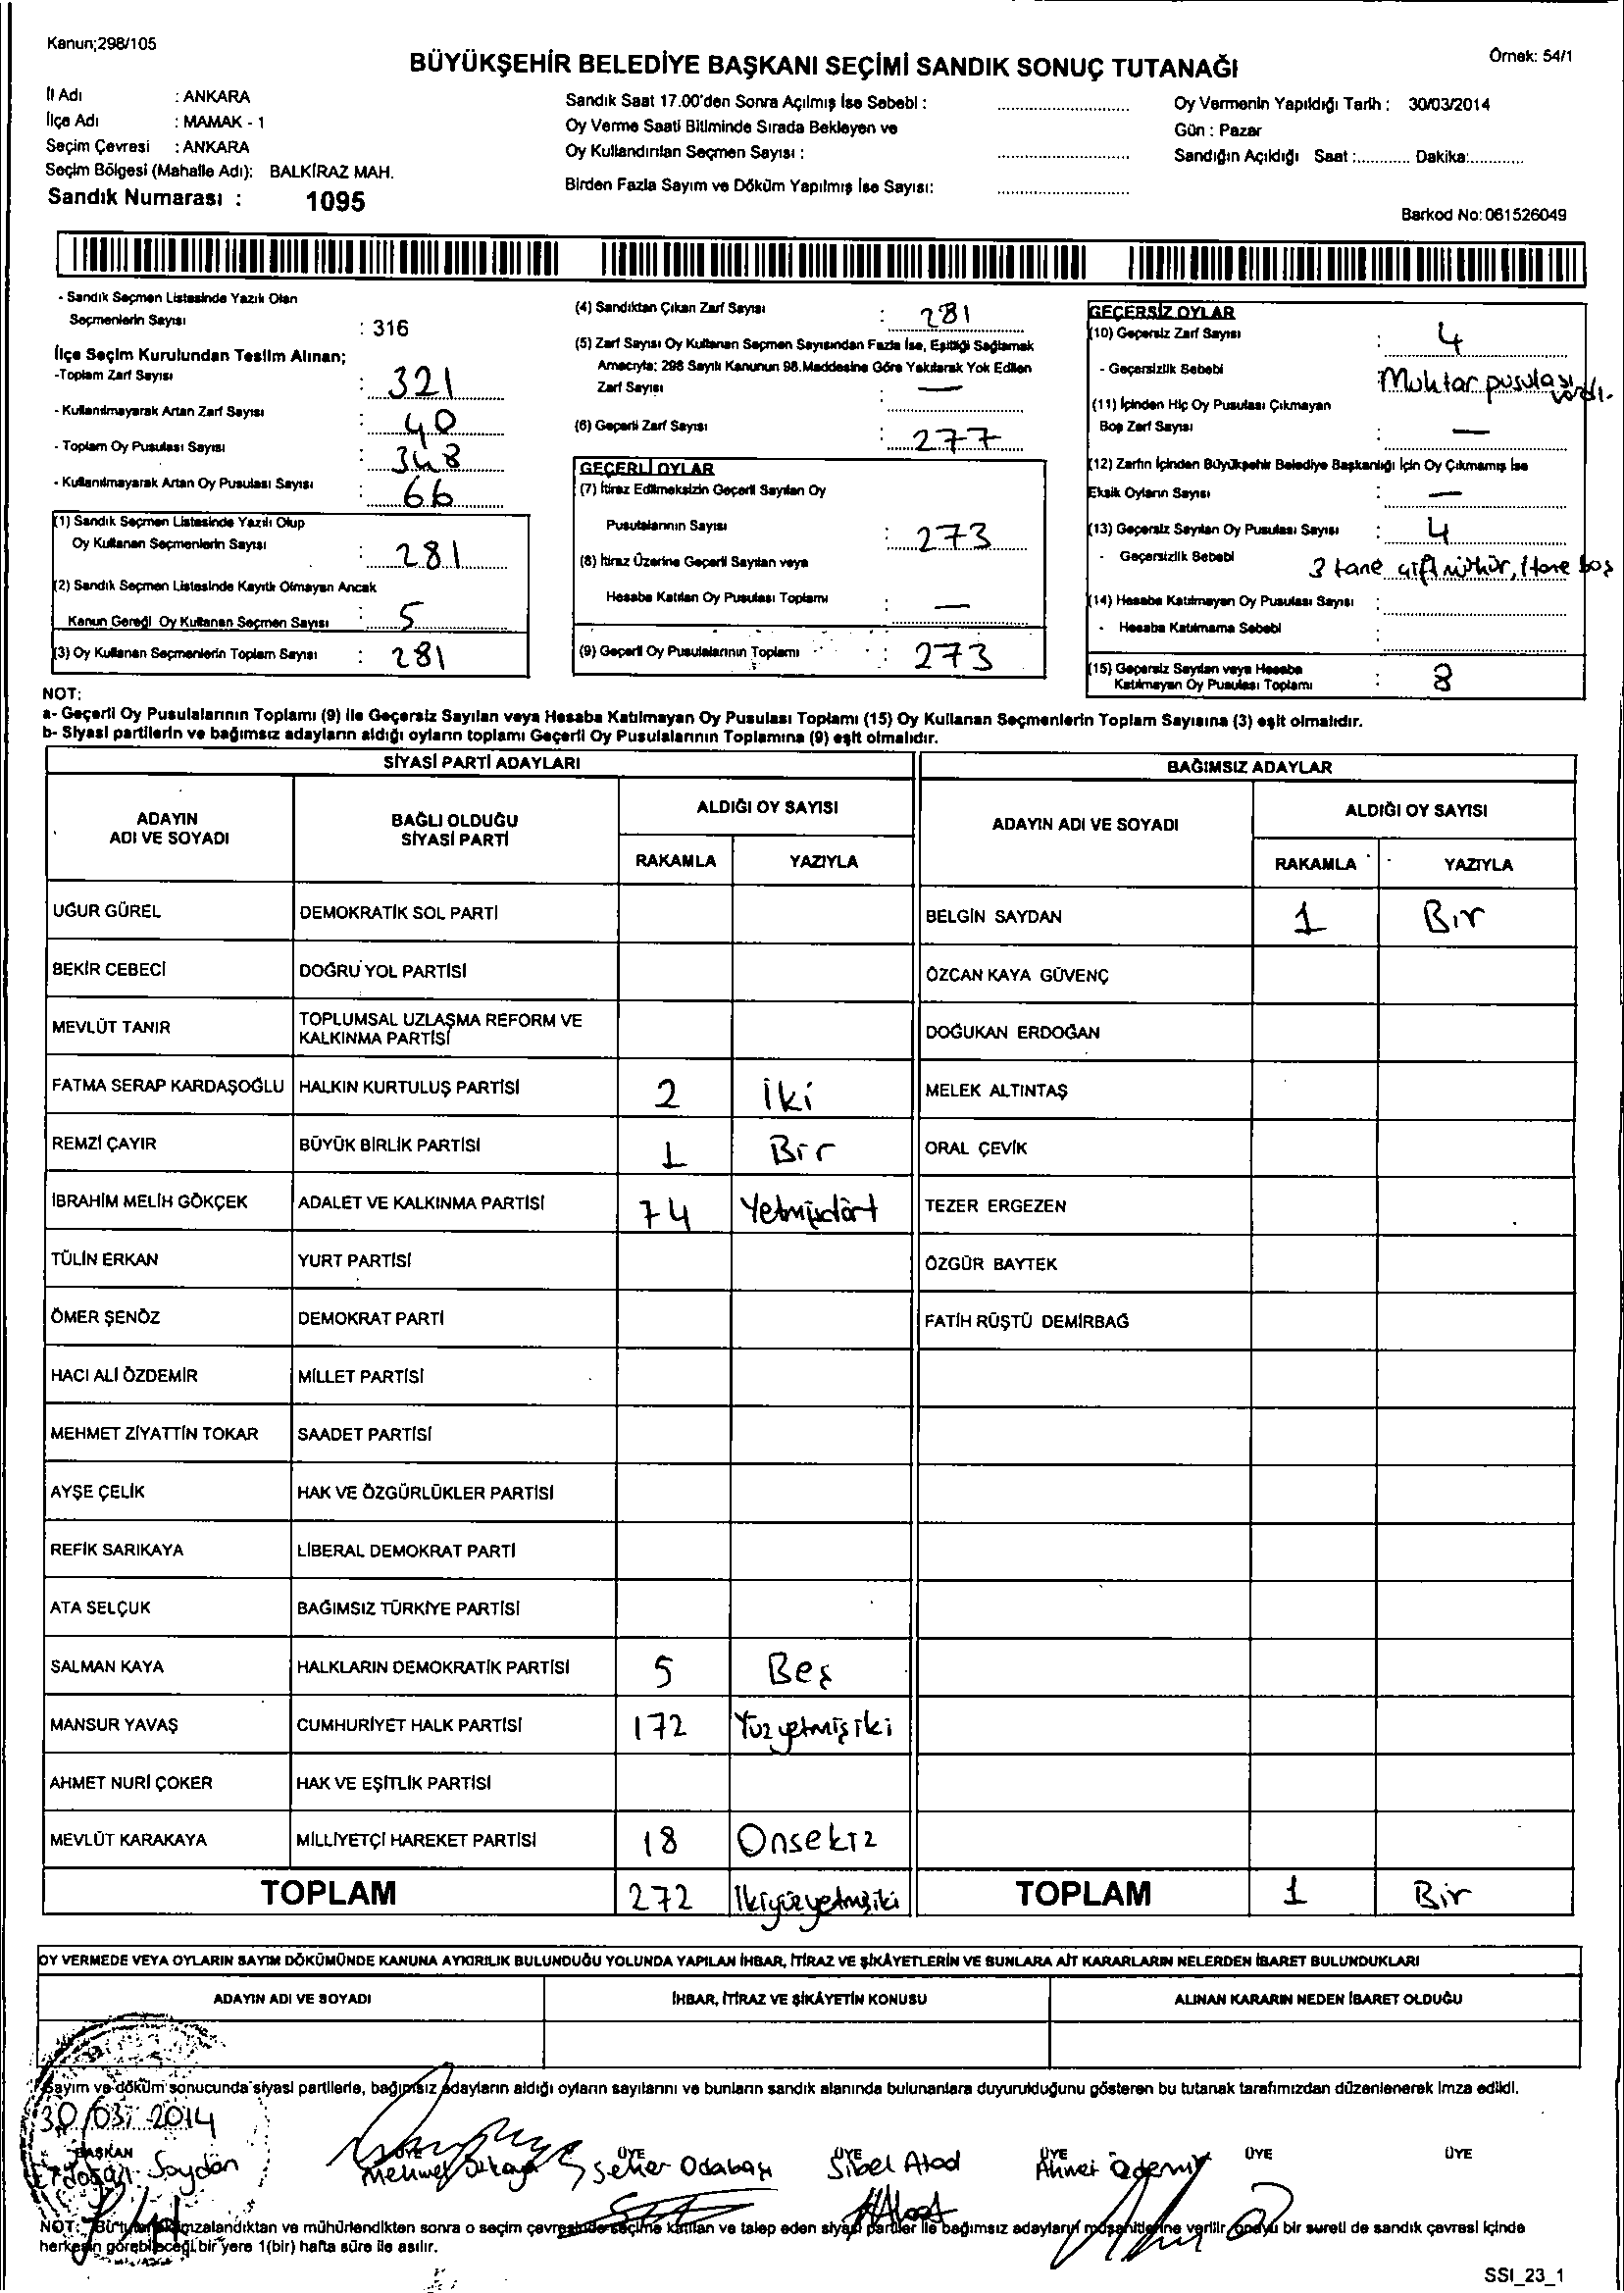 Kanun;298/105
BÜYÜKŞEHİR BELEDİYE BAŞKANI SEÇİMİ SANDIK SONUÇ TUTANAĞI
Örnek: 54/1
İl Adı : ANKARA
İlçe Adı : MAMAK - 1
Seçim Çevresi : ANKARA
Seçim Bölgesi (Mahalle Adı): BALKİRAZ MAH.
Sandık Numarası : 1095
Sandık Saat 17.00'den Sonra Açılmış İse Sebebi :
Oy Verme Saati Bitiminde Sırada Bekleyen ve
Oy Kullandırılan Seçmen Sayısı :
Birden Fazla Sayım ve Döküm Yapılmış İse Sayısı:
Oy Vermenin Yapıldığı Tarih : 30/03/2014
Gün : Pazar
Sandığın Açıldığı Saat :............ Dakika:............
Barkod No: 061526049
- Sandık Seçmen Listesinde Yazılı Olan
Seçmenlerin Sayısı : 316
İlçe Seçim Kurulundan Teslim Alınan;
-Toplam Zarf Sayısı : 321
- Kullanılmayarak Artan Zarf Sayısı : 40
- Toplam Oy Pusulası Sayısı : 348
- Kullanılmayarak Artan Oy Pusulası Sayısı : 66
(1) Sandık Seçmen Listesinde Yazılı Olup
Oy Kullanan Seçmenlerin Sayısı : 281
(2) Sandık Seçmen Listesinde Kayıtlı Olmayan Ancak
Kanun Gereği Oy Kullanan Seçmen Sayısı : 5
(3) Oy Kullanan Seçmenlerin Toplam Sayısı : 281
(4) Sandıktan Çıkan Zarf Sayısı : 281
(5) Zarf Sayısı Oy Kullanan Seçmen Sayısından Fazla İse, Eşitliği Sağlamak
Amacıyla; 298 Sayılı Kanunun 98.Maddesine Göre Yakılarak Yok Edilen
Zarf Sayısı : —
(6) Geçerli Zarf Sayısı : 277
GEÇERLİ OYLAR
(7) İtiraz Edilmeksizin Geçerli Sayılan Oy
Pusulalarının Sayısı : 273
(8) İtiraz Üzerine Geçerli Sayılan veya
Hesaba Katılan Oy Pusulası Toplamı : —
(9) Geçerli Oy Pusulalarının Toplamı : 273
GEÇERSİZ OYLAR
(10) Geçersiz Zarf Sayısı : 4
- Geçersizlik Sebebi : Muhtar pusulası vardı.
(11) İçinden Hiç Oy Pusulası Çıkmayan
Boş Zarf Sayısı : —
(12) Zarfın İçinden Büyükşehir Belediye Başkanlığı İçin Oy Çıkmamış İse
Eksik Oyların Sayısı : —
(13) Geçersiz Sayılan Oy Pusulası Sayısı : 4
- Geçersizlik Sebebi 3 tane çift mühür, 1 tane boş
(14) Hesaba Katılmayan Oy Pusulası Sayısı :
- Hesaba Katılmama Sebebi :
(15) Geçersiz Sayılan veya Hesaba
Katılmayan Oy Pusulası Toplamı : 8
NOT:
a- Geçerli Oy Pusulalarının Toplamı (9) ile Geçersiz Sayılan veya Hesaba Katılmayan Oy Pusulası Toplamı (15) Oy Kullanan Seçmenlerin Toplam Sayısına (3) eşit olmalıdır.
b- Siyasi partilerin ve bağımsız adayların aldığı oyların toplamı Geçerli Oy Pusulalarının Toplamına (9) eşit olmalıdır.
SİYASİ PARTİ ADAYLARI
ADAYIN ADI VE SOYADI
BAĞLI OLDUĞU SİYASİ PARTİ
ALDIĞI OY SAYISI
RAKAMLA YAZIYLA
UĞUR GÜREL DEMOKRATİK SOL PARTİ
BEKİR CEBECİ DOĞRU YOL PARTİSİ
MEVLÜT TANIR TOPLUMSAL UZLAŞMA REFORM VE
KALKINMA PARTİSİ
FATMA SERAP KARDAŞOĞLU HALKIN KURTULUŞ PARTİSİ 2 İki
REMZİ ÇAYIR BÜYÜK BİRLİK PARTİSİ 1 Bir
İBRAHİM MELİH GÖKÇEK ADALET VE KALKINMA PARTİSİ 74 Yetmişdört
TÜLİN ERKAN YURT PARTİSİ
ÖMER ŞENÖZ DEMOKRAT PARTİ
HACI ALİ ÖZDEMİR MİLLET PARTİSİ
MEHMET ZİYATTİN TOKAR SAADET PARTİSİ
AYŞE ÇELİK HAK VE ÖZGÜRLÜKLER PARTİSİ
REFİK SARIKAYA LİBERAL DEMOKRAT PARTİ
ATA SELÇUK BAĞIMSIZ TÜRKİYE PARTİSİ
SALMAN KAYA HALKLARIN DEMOKRATİK PARTİSİ 5 Beş
MANSUR YAVAŞ CUMHURİYET HALK PARTİSİ 172 Yüz yetmiş iki
AHMET NURİ ÇOKER HAK VE EŞİTLİK PARTİSİ
MEVLÜT KARAKAYA MİLLİYETÇİ HAREKET PARTİSİ 18 Onsekiz
TOPLAM 272 İkiyüzyetmişiki
BAĞIMSIZ ADAYLAR
ADAYIN ADI VE SOYADI
ALDIĞI OY SAYISI
RAKAMLA YAZIYLA
BELGİN SAYDAN 1 Bir
ÖZCAN KAYA GÜVENÇ
DOĞUKAN ERDOĞAN
MELEK ALTINTAŞ
ORAL ÇEVİK
TEZER ERGEZEN
ÖZGÜR BAYTEK
FATİH RÜŞTÜ DEMİRBAĞ
TOPLAM 1 Bir
OY VERMEDE VEYA OYLARIN SAYIM DÖKÜMÜNDE KANUNA AYKIRILIK BULUNDUĞU YOLUNDA YAPILAN İHBAR, İTİRAZ VE ŞİKÂYETLERİN VE BUNLARA AİT KARARLARIN NELERDEN İBARET BULUNDUKLARI
ADAYIN ADI VE SOYADI İHBAR, İTİRAZ VE ŞİKÂYETİN KONUSU ALINAN KARARIN NEDEN İBARET OLDUĞU
Sayım ve döküm sonucunda siyasi partilerle, bağımsız adayların aldığı oyların sayılarını ve bunların sandık alanında bulunanlara duyurulduğunu gösteren bu tutanak tarafımızdan düzenlenerek imza edildi.
30/03/2014
BAŞKAN ÜYE ÜYE ÜYE ÜYE ÜYE ÜYE
Erdoğan Saydan Mehmet Seher Odabaşı Sibel Atad Ahmet Özdemir
NOT: Bu tutanak imzalandıktan ve mühürlendikten sonra o seçim çevresinde seçime katılan ve talep eden siyasi partiler ile bağımsız adayların müşahitlerine verilir, onaylı bir sureti de sandık çevresi içinde
herkesin görebileceği bir yere 1(bir) hafta süre ile asılır.
SSI_23_1